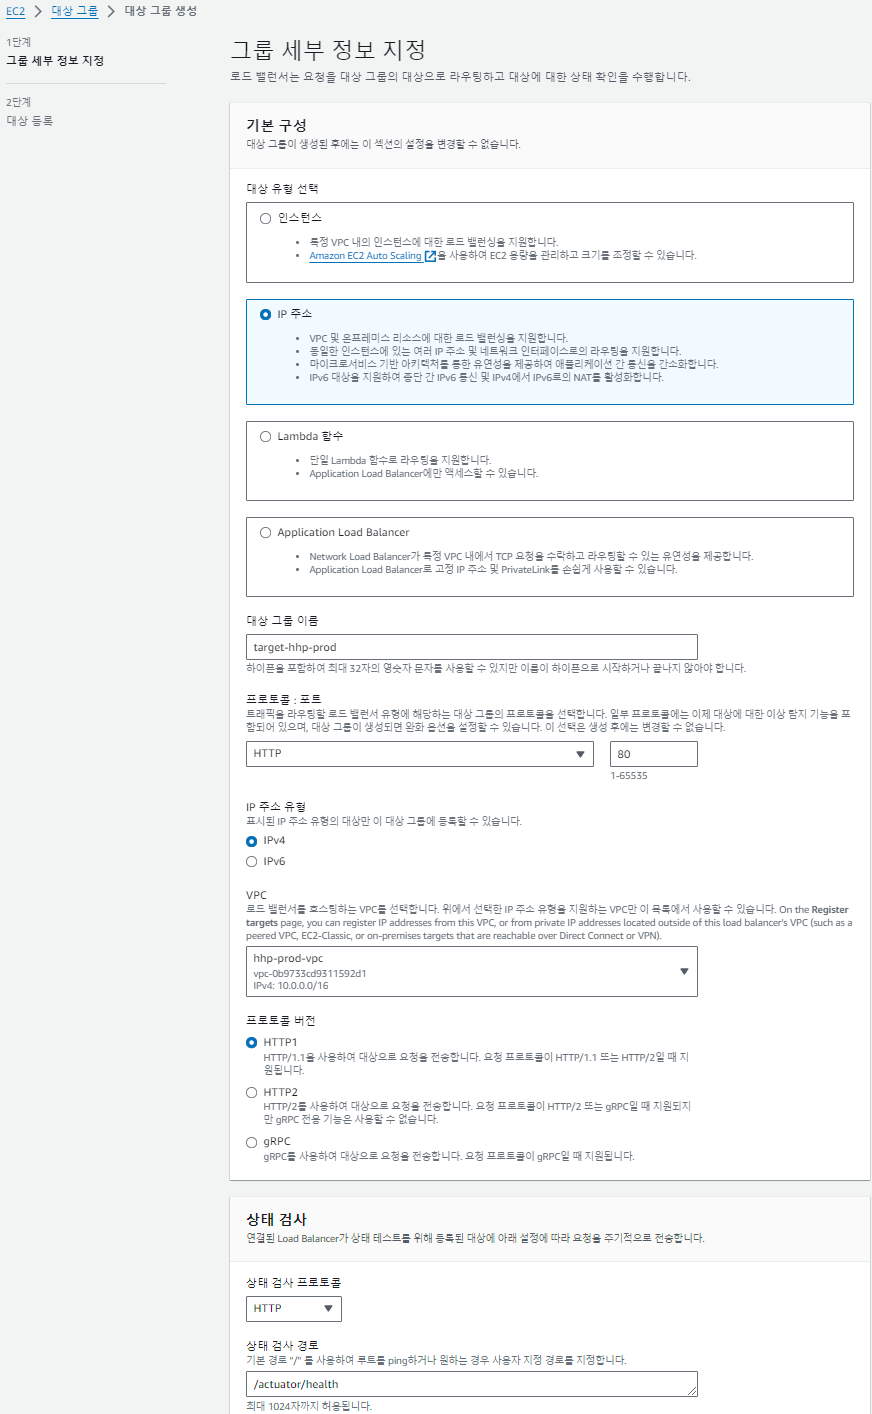 EC2 > 대상 그룹 > 대상 그룹 생성
1단계
그룹 세부 정보 지정
2단계
대상 등록
그룹 세부 정보 지정
로드 밸런서는 요청을 대상 그룹의 대상으로 라우팅하고 대상에 대한 상태 확인을 수행합니다.
기본 구성
대상 그룹이 생성된 후에는 이 섹션의 설정을 변경할 수 없습니다.
대상 유형 선택
인스턴스
• 특정 VPC 내의 인스턴스에 대한 로드 밸런싱을 지원합니다.
• Amazon EC2 Auto Scaling을 사용하여 EC2 용량을 관리하고 크기를 조정할 수 있습니다.
IP 주소
• VPC 및 온프레미스 리소스에 대한 로드 밸런싱을 지원합니다.
• 동일한 인스턴스에 있는 여러 IP 주소 및 네트워크 인터페이스로의 라우팅을 지원합니다.
• 마이크로서비스 기반 아키텍처를 통한 유연성을 제공하여 애플리케이션 간 통신을 간소화합니다.
• IPv6 대상을 지원하여 종단 간 IPv6 통신 및 IPv4에서 IPv6로의 NAT를 활성화합니다.
Lambda 함수
• 단일 Lambda 함수로 라우팅을 지원합니다.
• Application Load Balancer에만 액세스할 수 있습니다.
Application Load Balancer
• Network Load Balancer가 특정 VPC 내에서 TCP 요청을 수락하고 라우팅할 수 있는 유연성을 제공합니다.
• Application Load Balancer로 고정 IP 주소 및 PrivateLink를 손쉽게 사용할 수 있습니다.
대상 그룹 이름
target-hhp-prod
하이픈을 포함하여 최대 32자의 영숫자 문자를 사용할 수 있지만 이름이 하이픈으로 시작하거나 끝나지 않아야 합니다.
프로토콜 : 포트
트래픽을 라우팅할 로드 밸런서 유형에 해당하는 대상 그룹의 프로토콜을 선택합니다. 일부 프로토콜에는 이제 대상에 대한 이상 탐지 기능을 포
함되어 있으며, 대상 그룹이 생성되면 완화 옵션을 설정할 수 있습니다. 이 선택은 생성 후에는 변경할 수 없습니다.
HTTP 80
1-65535
IP 주소 유형
표시된 IP 주소 유형의 대상만 이 대상 그룹에 등록할 수 있습니다.
IPv4
IPv6
VPC
로드 밸런서를 호스팅하는 VPC를 선택합니다. 위에서 선택한 IP 주소 유형을 지원하는 VPC만 이 목록에서 사용할 수 있습니다. On the Register
targets page, you can register IP addresses from this VPC, or from private IP addresses located outside of this load balancer's VPC (such as a
peered VPC, EC2-Classic, or on-premises targets that are reachable over Direct Connect or VPN).
hhp-prod-vpc
vpc-0b9733cd9311592d1
IPv4: 10.0.0.0/16
프로토콜 버전
HTTP1
HTTP/1.1을 사용하여 대상으로 요청을 전송합니다. 요청 프로토콜이 HTTP/1.1 또는 HTTP/2일 때 지
원됩니다.
HTTP2
HTTP/2를 사용하여 대상으로 요청을 전송합니다. 요청 프로토콜이 HTTP/2 또는 gRPC일 때 지원되지
만 gRPC 전용 기능은 사용할 수 없습니다.
gRPC
gRPC를 사용하여 대상으로 요청을 전송합니다. 요청 프로토콜이 gRPC일 때 지원됩니다.
상태 검사
연결된 Load Balancer가 상태 테스트를 위해 등록된 대상에 아래 설정에 따라 요청을 주기적으로 전송합니다.
상태 검사 프로토콜
HTTP
상태 검사 경로
기본 경로 "/" 를 사용하여 루트를 ping하거나 원하는 경우 사용자 지정 경로를 지정합니다.
/actuator/health
최대 1024자까지 허용됩니다.